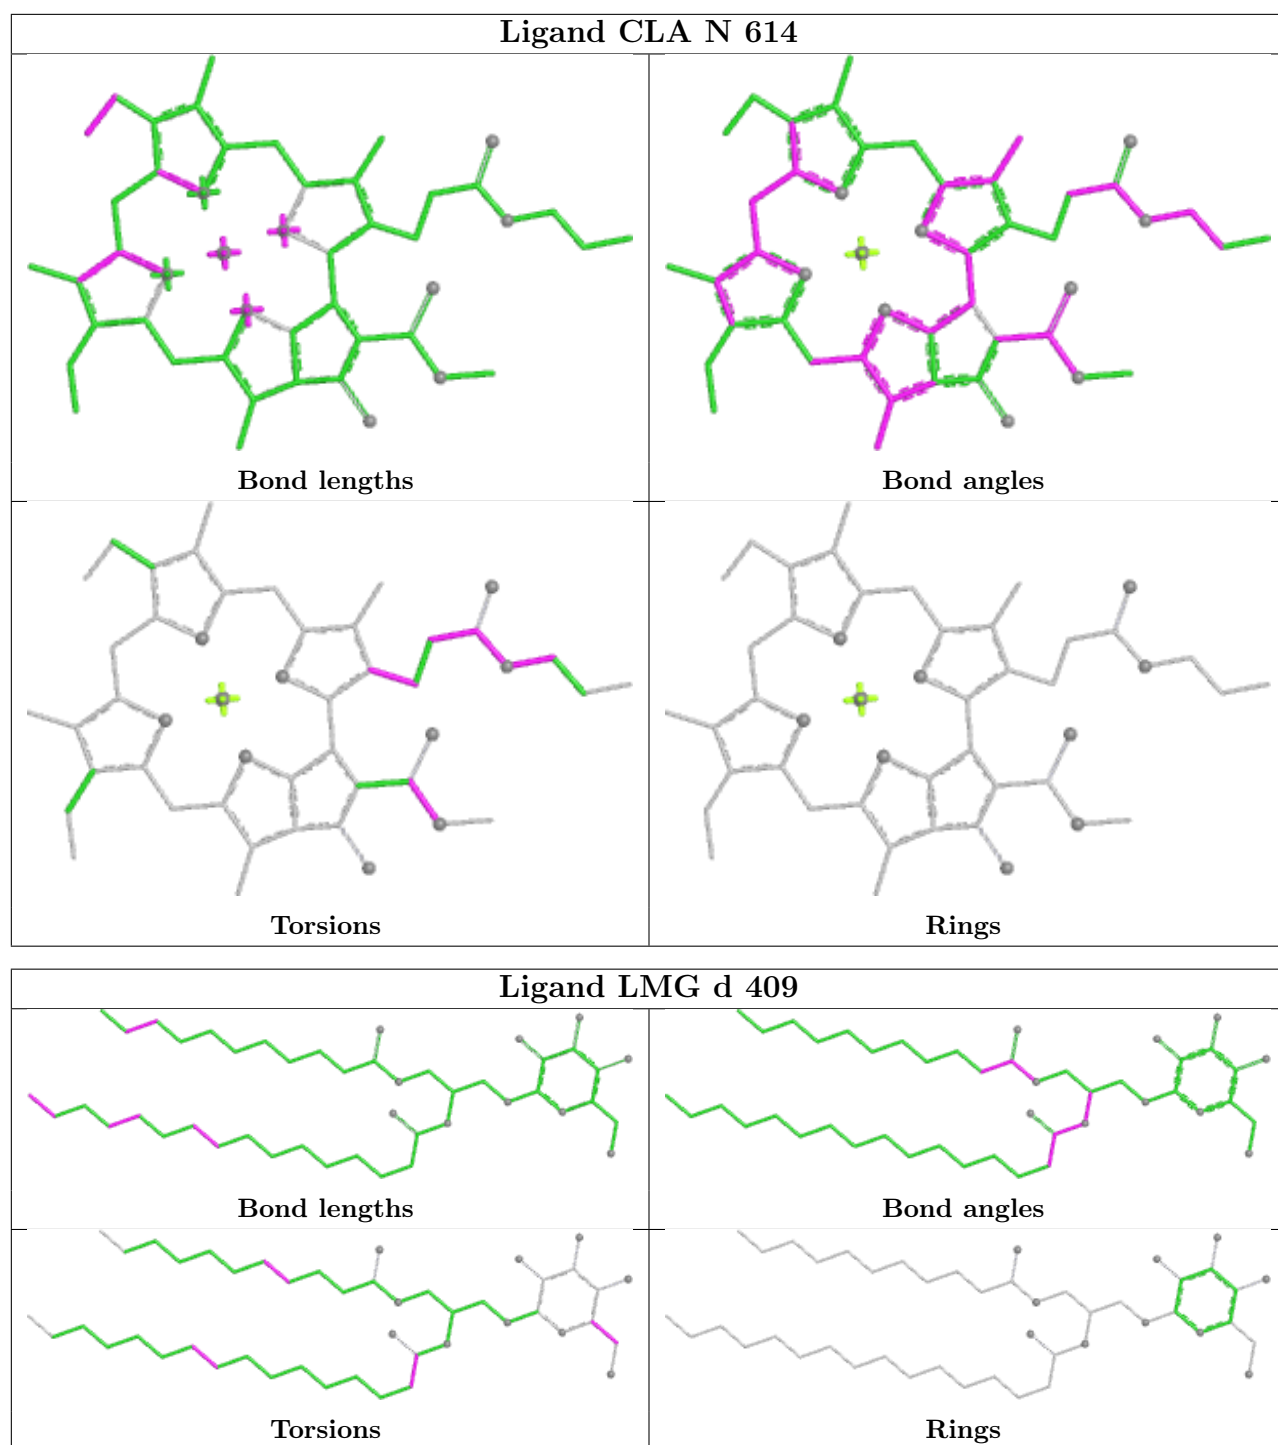 Ligand CLA N 614
Bond lengths
Bond angles
Torsions
Rings
Ligand LMG d 409
Bond lengths
Bond angles
Torsions
Rings